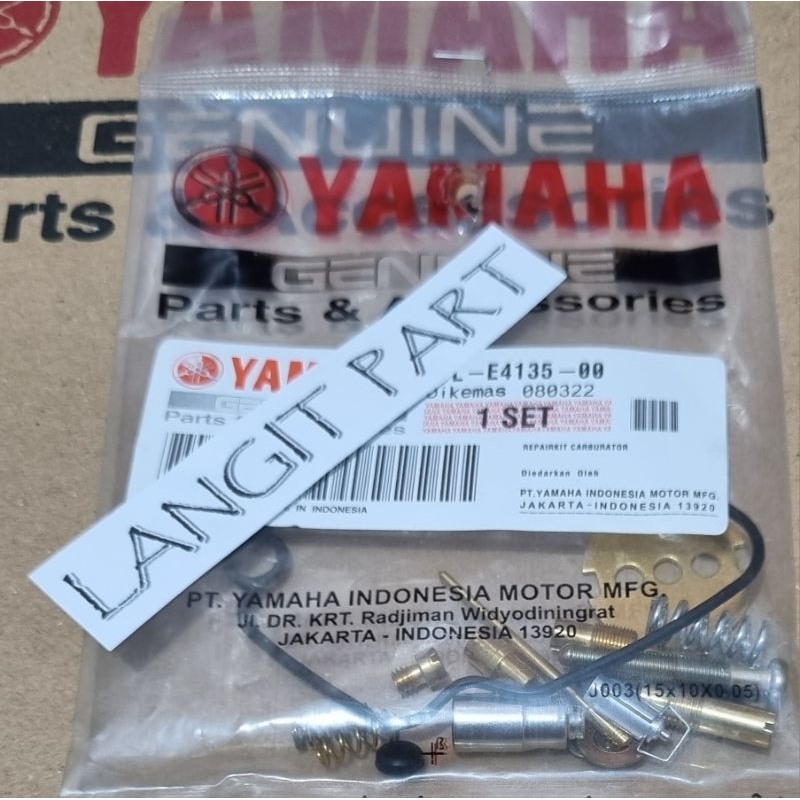 YAMAHA
GENUINE
rts & Accessories
YAMAHA
GENUINE
Parts & Accessories
LANGIT PART
L-E4135-00
Dikemas 080322
1 SET
REPAIRKIT CARBURATOR
Diedarkan Oleh
PT.YAMAHA INDONESIA MOTOR MFG.
JAKARTA-INDONESIA 13920
IN INDONESIA
PT. YAMAHA INDONESIA MOTOR MFG.
Jl. DR. KRT. Radjiman Widyodiningrat
JAKARTA - INDONESIA 13920
J003(15x10X0,05)